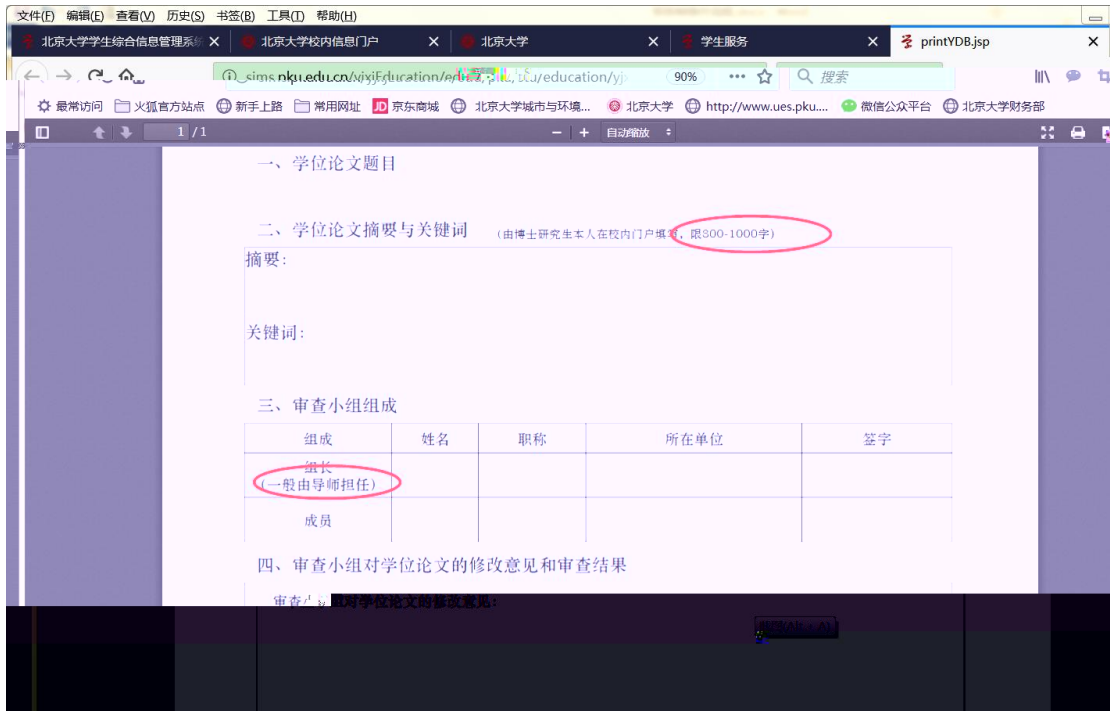 文件(F) 编辑(E) 查看(V) 历史(S) 书签(B) 工具(T) 帮助(H)
北京大学学生综合信息管理系统 × 北京大学校内信息门户 × 北京大学 × 学生服务 × printYDB.jsp ×
sims.pku.edu.cn 90% 搜索
最常访问 火狐官方站点 新手上路 常用网址 JD 京东商城 北京大学城市与环境... 北京大学 http://www.ues.pku.... 微信公众平台 北京大学财务部
1 / 1 − + 自动缩放
一、学位论文题目
二、学位论文摘要与关键词 (由博士研究生本人在校内门户填写，限800-1000字)
摘要:
关键词:
三、审查小组组成
组成 姓名 职称 所在单位 签字
组长
(一般由导师担任)
成员
四、审查小组对学位论文的修改意见和审查结果
审查小组对学位论文的修改意见: